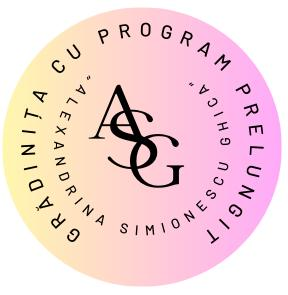 GRĂDINIȚA CU PROGRAM PRELUNGIT
"ALEXANDRINA SIMIONESCU GHICA"
ASG